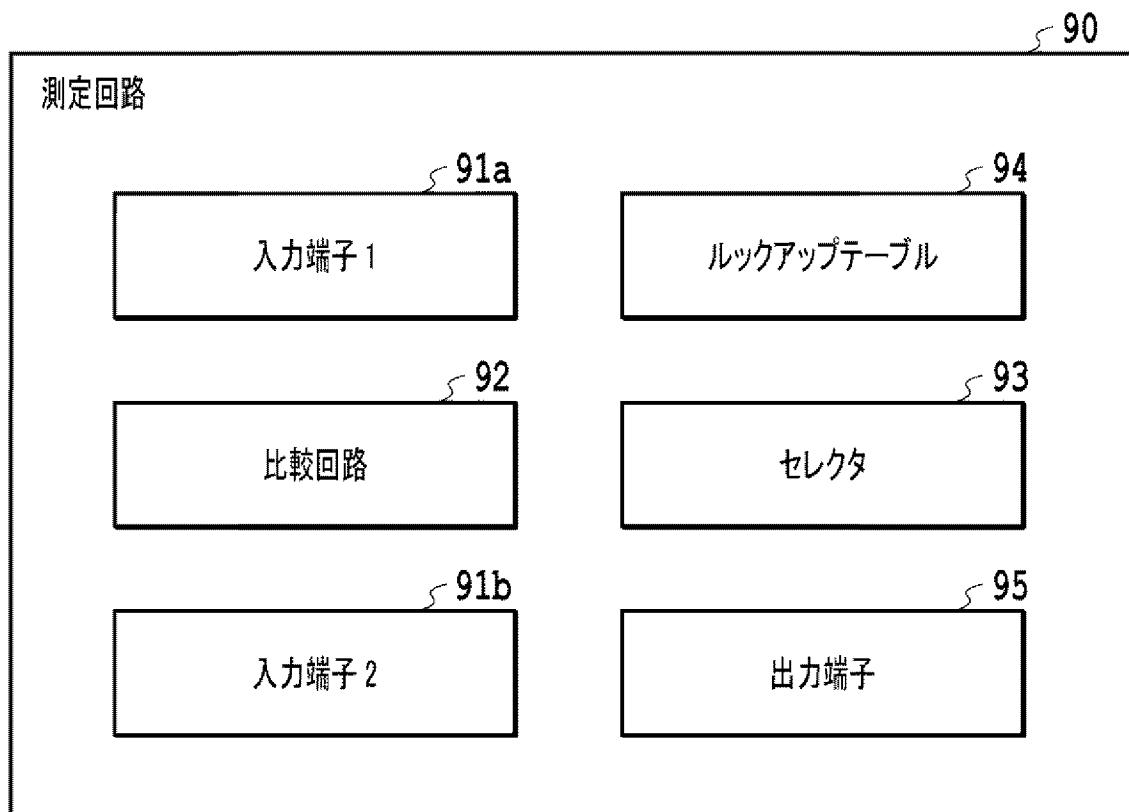 90
測定回路
91a
入力端子1
94
ルックアップテーブル
92
比較回路
93
セレクタ
91b
入力端子2
95
出力端子